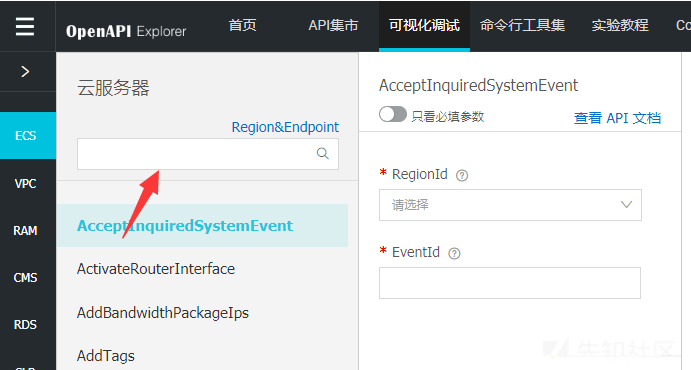 OpenAPI Explorer
首页
API集市
可视化调试
命令行工具集
实验教程
Co
云服务器
Region&Endpoint
ECS
VPC
RAM
CMS
RDS
AcceptInquiredSystemEvent
ActivateRouterInterface
AddBandwidthPackageIps
AddTags
AcceptInquiredSystemEvent
只看必填参数
查看 API 文档
* RegionId
请选择
* EventId
先知社区